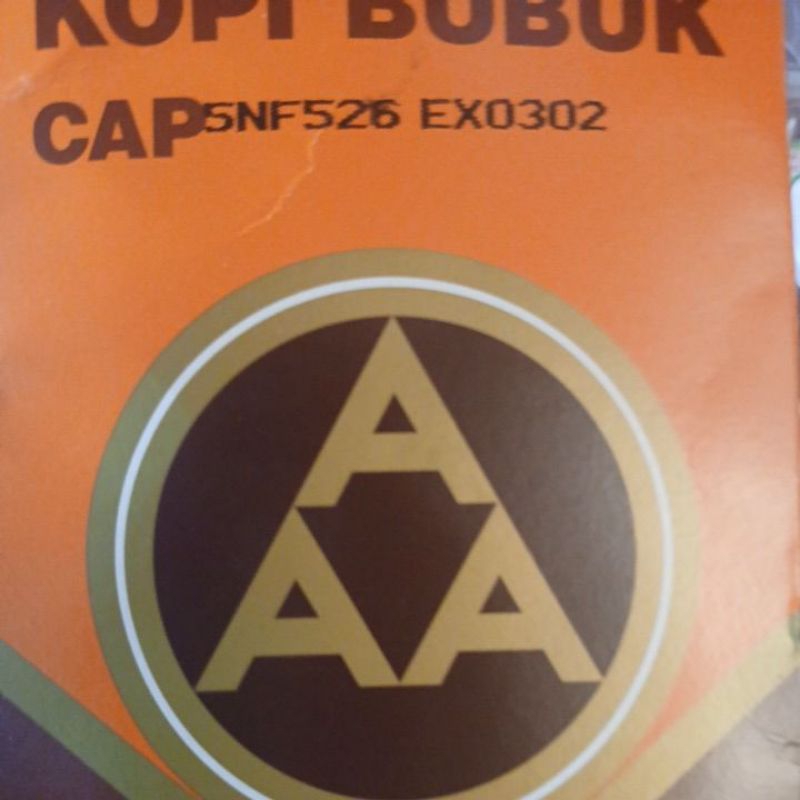 KOPI BUBUK
CAP 5NF526 EX0302
A
A A